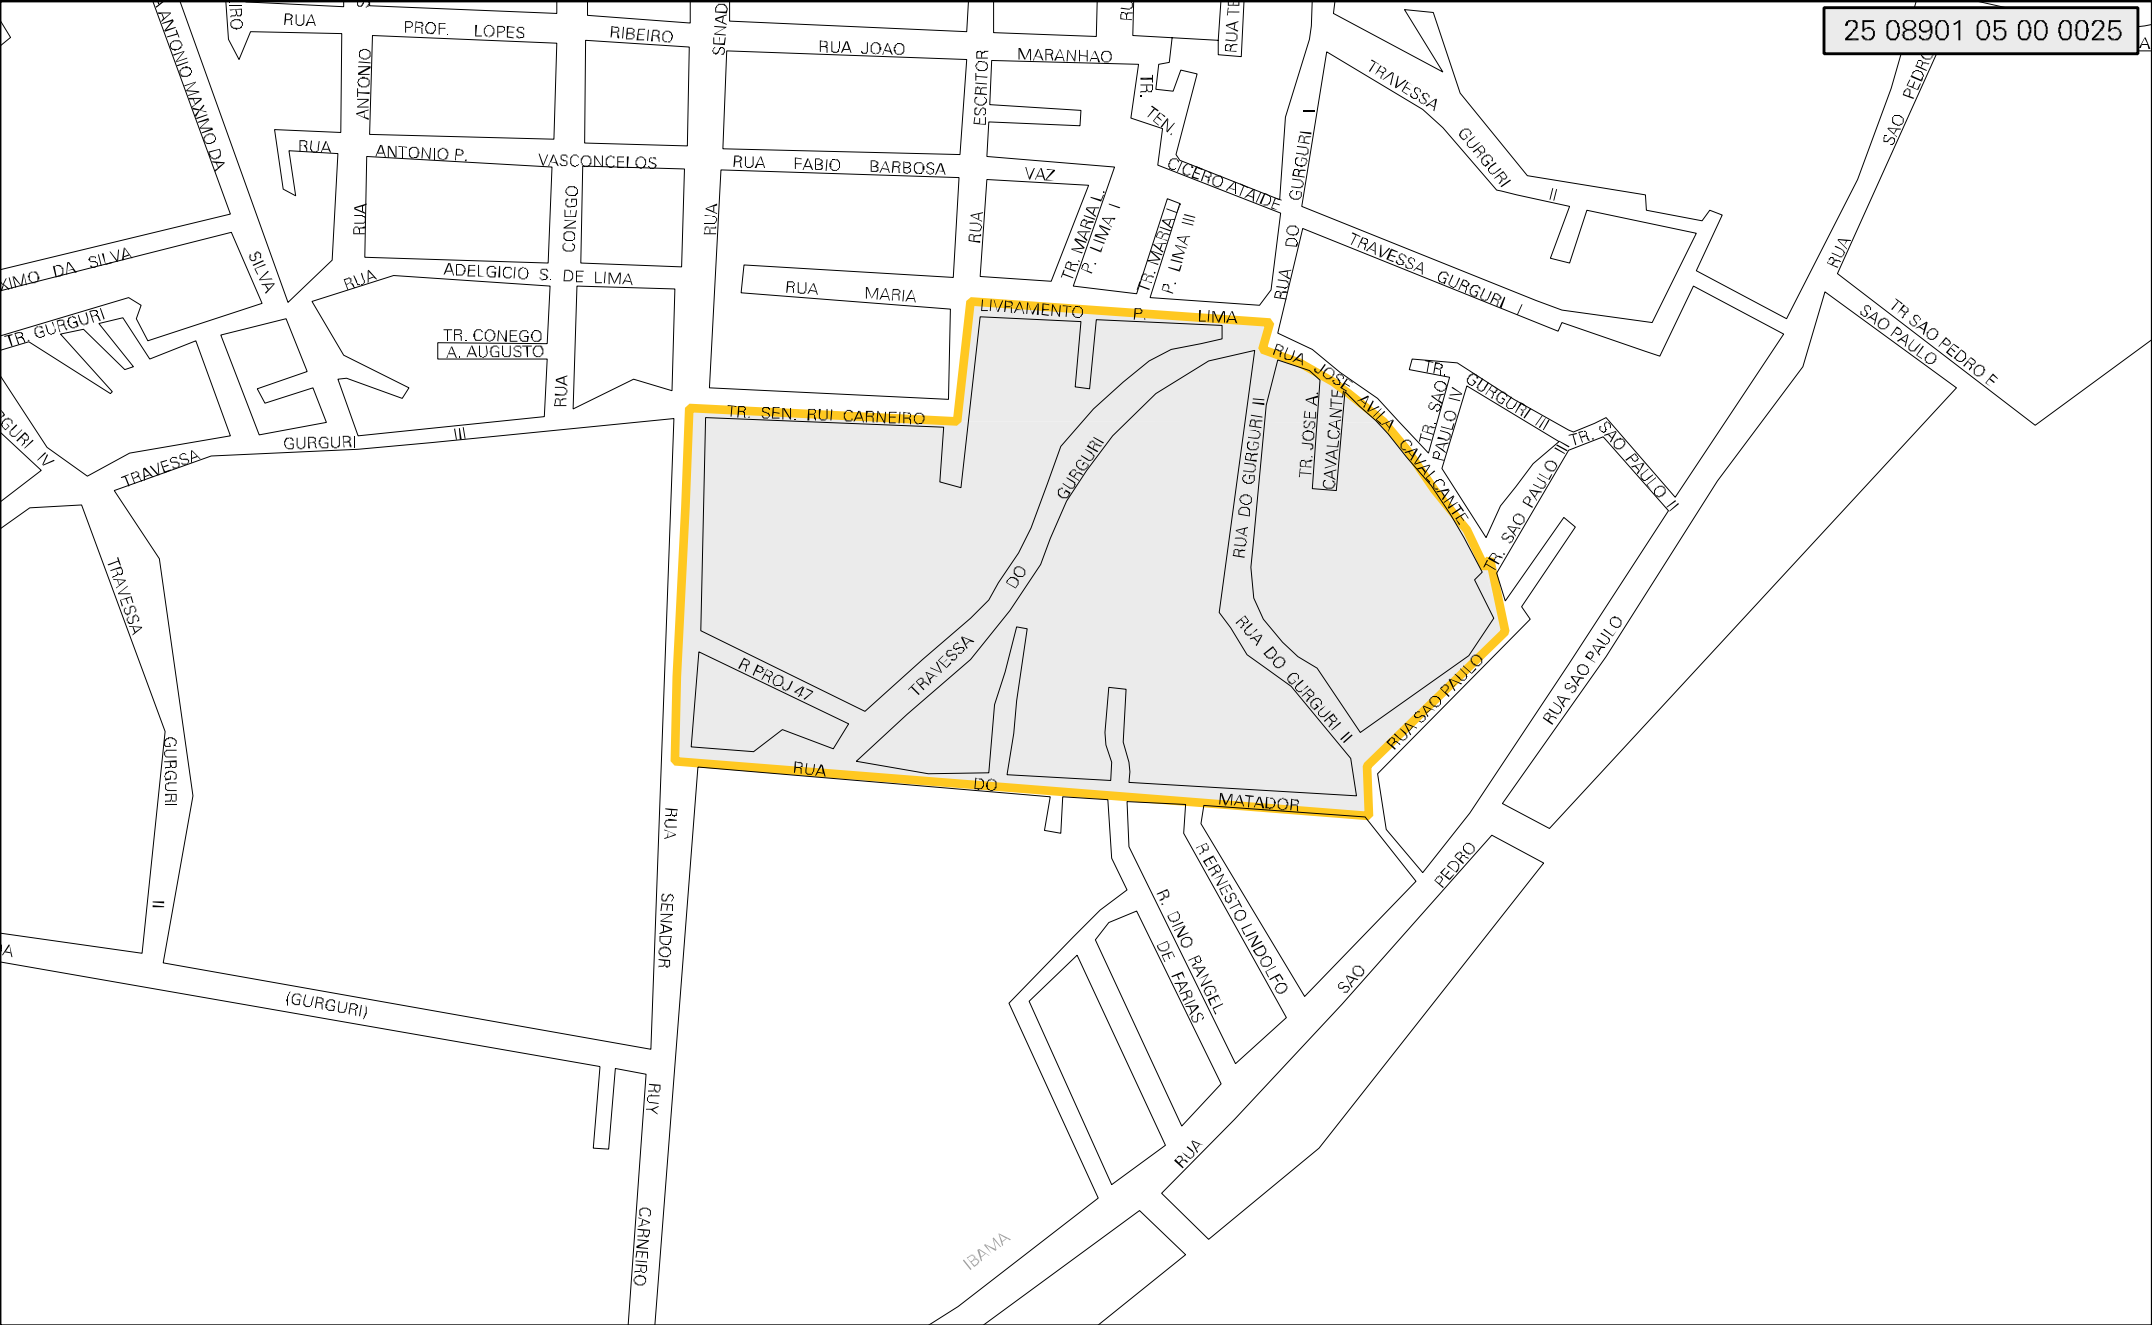 25 08901 05 00 0025
RUA
PROF. LOPES
RIBEIRO
RUA JOAO
MARANHAO
ANTONIO
ESCRITOR
TR.
TEN.
CICERO ATAIDE
GURGURI I
TRAVESSA
GURGURI
II
SAO PEDRO
RUA
ANTONIO MAXIMO DA
SILVA
RUA
ANTONIO P.
VASCONCELOS
RUA FABIO BARBOSA
VAZ
RUA
CONEGO
RUA
RUA
TR. MARIA L.
P. LIMA I
TR. MARIA L
P. LIMA III
RUA DO
TRAVESSA GURGURI I
DA SILVA
RUA
ADELGICIO S. DE LIMA
RUA MARIA
LIVRAMENTO P. LIMA
TR. GURGURI
TR. CONEGO
A. AUGUSTO
RUA
TR SAO PEDRO E
SAO PAULO
RUA JOSE AVILA CAVALCANTE
TR. JOSE A.
CAVALCANTE
TR. SAO
PAULO IV
TR. GURGURI III
TR. SAO PAULO II
TR. SAO PAULO II
TR. SEN. RUI CARNEIRO
TRAVESSA GURGURI III
IV
TRAVESSA DO GURGURI
RUA DO GURGURI II
RUA DO GURGURI II
TRAVESSA
GURGURI
II
R PROJ 47
RUA SAO PAULO
RUA SAO PAULO
RUA DO MATADOR
RUA
SENADOR
RUY
CARNEIRO
R ERNESTO LINDOLFO
R. DINO RANGEL
DE FARIAS
RUA SAO PEDRO
(GURGURI)
IBAMA